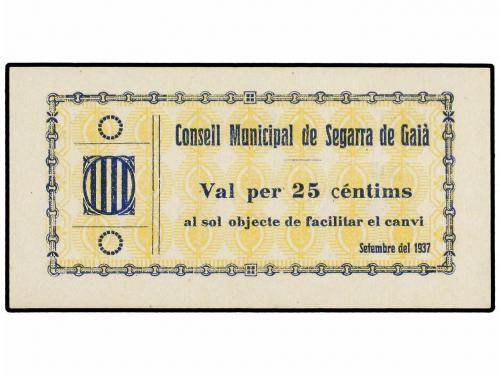 Consell Municipal de Segarra de Gaià
Val per 25 céntims
al sol objecte de facilitar el canvi
Setembre del 1937